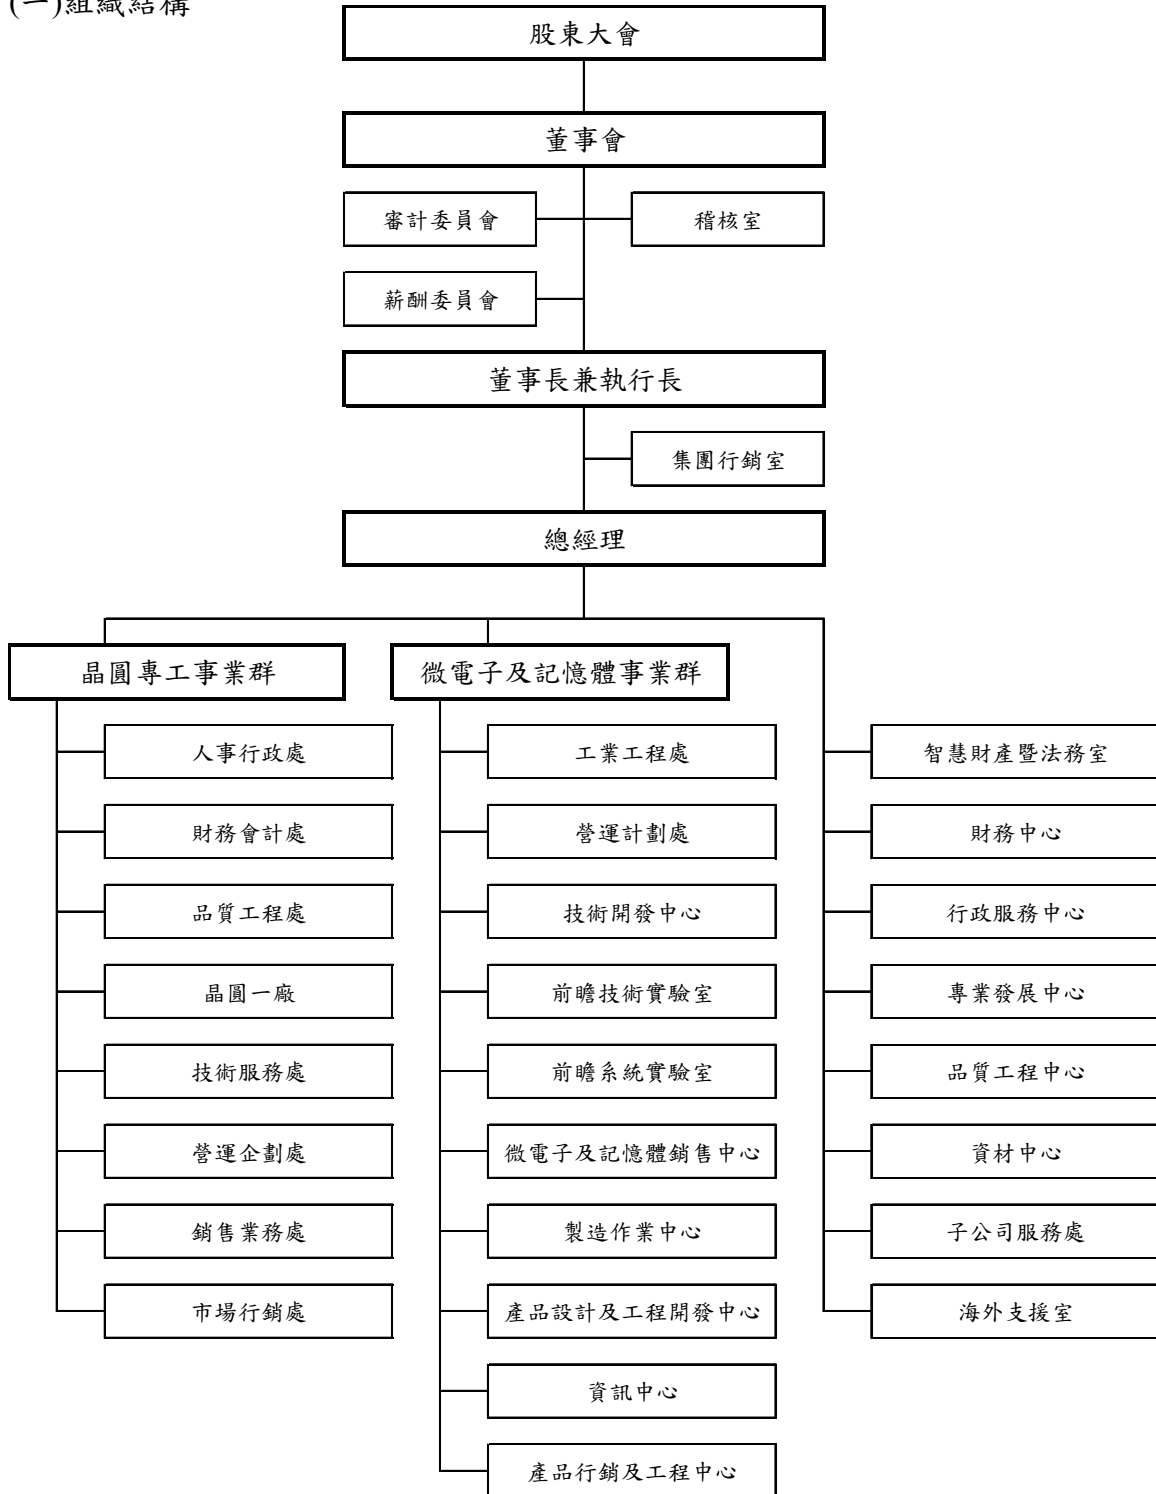 (一)組織結構
股東大會
董事會
審計委員會
稽核室
薪酬委員會
董事長兼執行長
集團行銷室
總經理
晶圓專工事業群
人事行政處
財務會計處
品質工程處
晶圓一廠
技術服務處
營運企劃處
銷售業務處
市場行銷處
微電子及記憶體事業群
工業工程處
營運計劃處
技術開發中心
前瞻技術實驗室
前瞻系統實驗室
微電子及記憶體銷售中心
製造作業中心
產品設計及工程開發中心
資訊中心
產品行銷及工程中心
智慧財產暨法務室
財務中心
行政服務中心
專業發展中心
品質工程中心
資材中心
子公司服務處
海外支援室